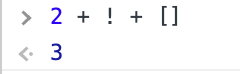 2 + ! + []
3